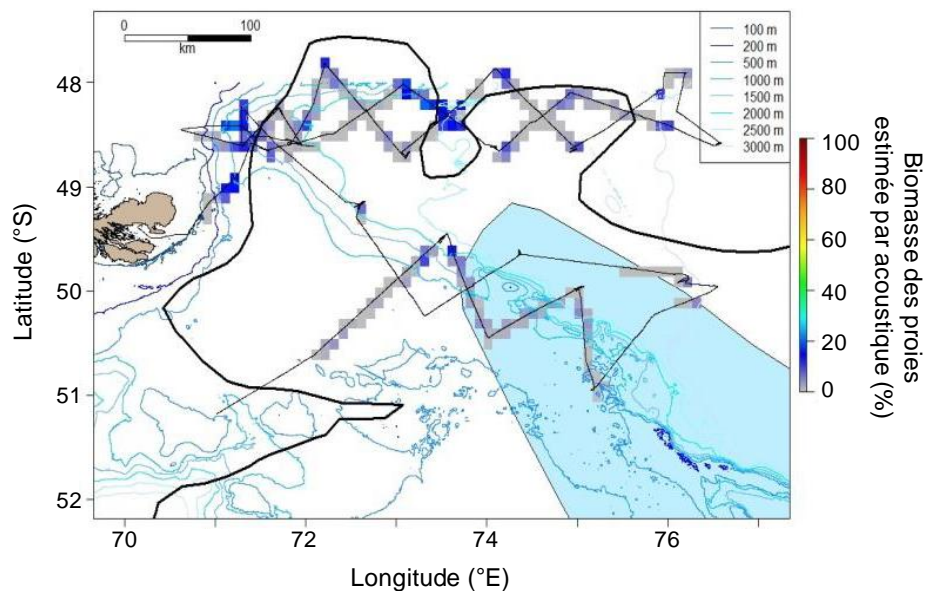 0 100
km
100 m
200 m
500 m
1000 m
1500 m
2000 m
2500 m
3000 m
48
49
50
51
52
Latitude (°S)
70 72 74 76
Longitude (°E)
100
80
60
40
20
0
Biomasse des proies
estimée par acoustique (%)